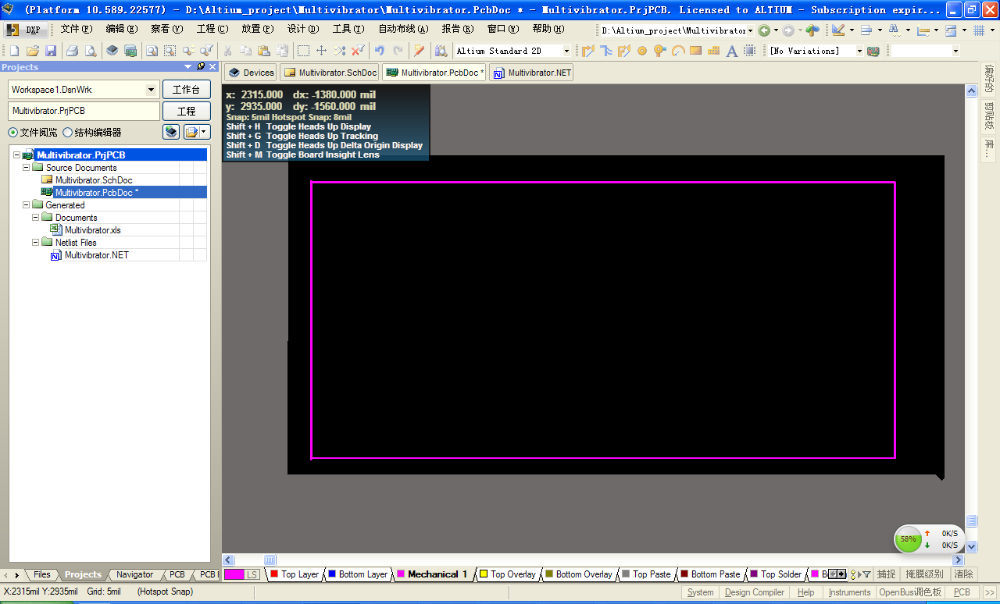 (Platform 10.589.22577) - D:\Altium_project\Multivibrator\Multivibrator.PcbDoc * - Multivibrator.PrjPCB. Licensed to ALTIUM - Subscription expir...
DXP 文件(F) 编辑(E) 察看(V) 工程(C) 放置(P) 设计(D) 工具(T) 自动布线(A) 报告(R) 窗口(W) 帮助(H) D:\Altium_project\Multivibrator
Altium Standard 2D [No Variations]
Projects
Devices Multivibrator.SchDoc Multivibrator.PcbDoc * Multivibrator.NET
Workspace1.DsnWrk 工作台
Multivibrator.PrjPCB 工程
文件阅览 结构编辑器
Multivibrator.PrjPCB
Source Documents
Multivibrator.SchDoc
Multivibrator.PcbDoc *
Generated
Documents
Multivibrator.xls
Netlist Files
Multivibrator.NET
x: 2315.000 dx: -1380.000 mil
y: 2935.000 dy: -1560.000 mil
Snap: 5mil Hotspot Snap: 8mil
Shift + H Toggle Heads Up Display
Shift + G Toggle Heads Up Tracking
Shift + D Toggle Heads Up Delta Origin Display
Shift + M Toggle Board Insight Lens
偏好的
剪贴板
库...
58% 0K/S
0K/S
Files Projects Navigator PCB PCB LS Top Layer Bottom Layer Mechanical 1 Top Overlay Bottom Overlay Top Paste Bottom Paste Top Solder 捕捉 掩膜级别 清除
X:2315mil Y:2935mil Grid: 5mil (Hotspot Snap) System Design Compiler Help Instruments OpenBus调色板 PCB >>